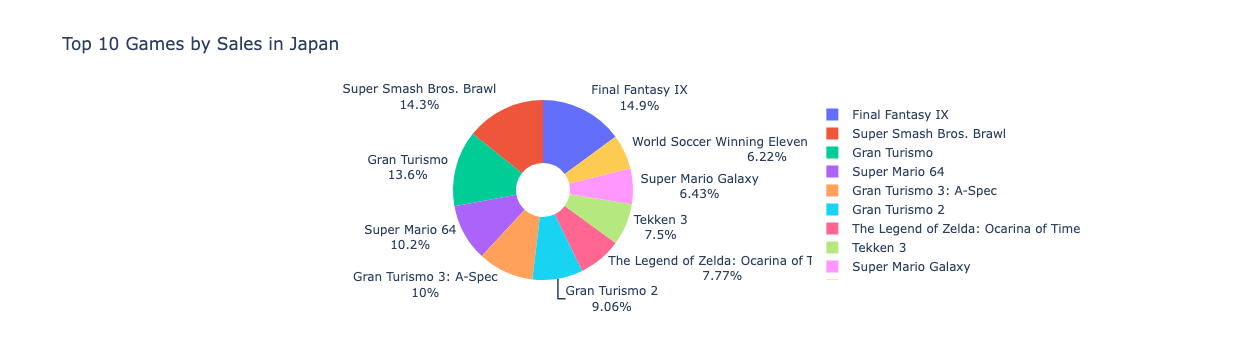 Top 10 Games by Sales in Japan
Super Smash Bros. Brawl
14.3%
Final Fantasy IX
14.9%
World Soccer Winning Eleven
6.22%
Gran Turismo
13.6%
Super Mario Galaxy
6.43%
Tekken 3
7.5%
Super Mario 64
10.2%
The Legend of Zelda: Ocarina of T
7.77%
Gran Turismo 3: A-Spec
10%
Gran Turismo 2
9.06%
Final Fantasy IX
Super Smash Bros. Brawl
Gran Turismo
Super Mario 64
Gran Turismo 3: A-Spec
Gran Turismo 2
The Legend of Zelda: Ocarina of Time
Tekken 3
Super Mario Galaxy